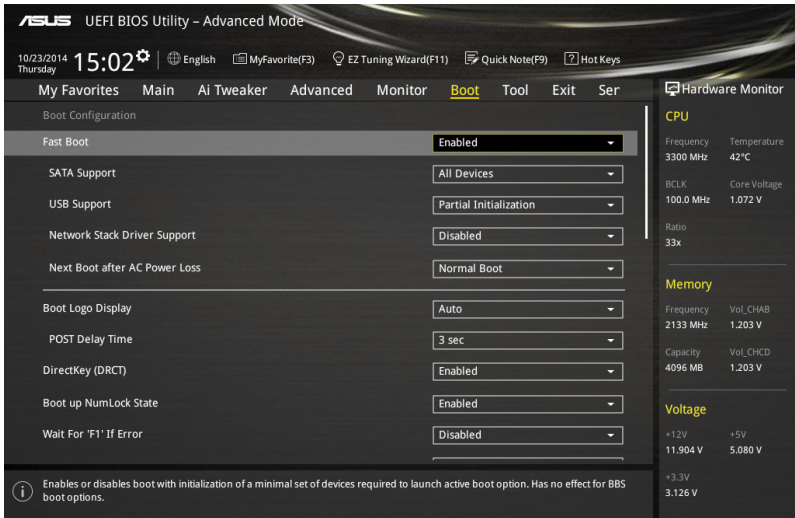 ASUS UEFI BIOS Utility – Advanced Mode
10/23/2014 Thursday 15:02 English MyFavorite(F3) EZ Tuning Wizard(F11) Quick Note(F9) ? Hot Keys
My Favorites Main Ai Tweaker Advanced Monitor Boot Tool Exit Ser
Boot Configuration
Fast Boot Enabled
SATA Support All Devices
USB Support Partial Initialization
Network Stack Driver Support Disabled
Next Boot after AC Power Loss Normal Boot
Boot Logo Display Auto
POST Delay Time 3 sec
DirectKey (DRCT) Enabled
Boot up NumLock State Enabled
Wait For 'F1' If Error Disabled
Enables or disables boot with initialization of a minimal set of devices required to launch active boot option. Has no effect for BBS
boot options.
Hardware Monitor
CPU
Frequency Temperature
3300 MHz 42°C
BCLK Core Voltage
100.0 MHz 1.072 V
Ratio
33x
Memory
Frequency Vol_CHAB
2133 MHz 1.203 V
Capacity Vol_CHCD
4096 MB 1.203 V
Voltage
+12V +5V
11.904 V 5.080 V
+3.3V
3.126 V